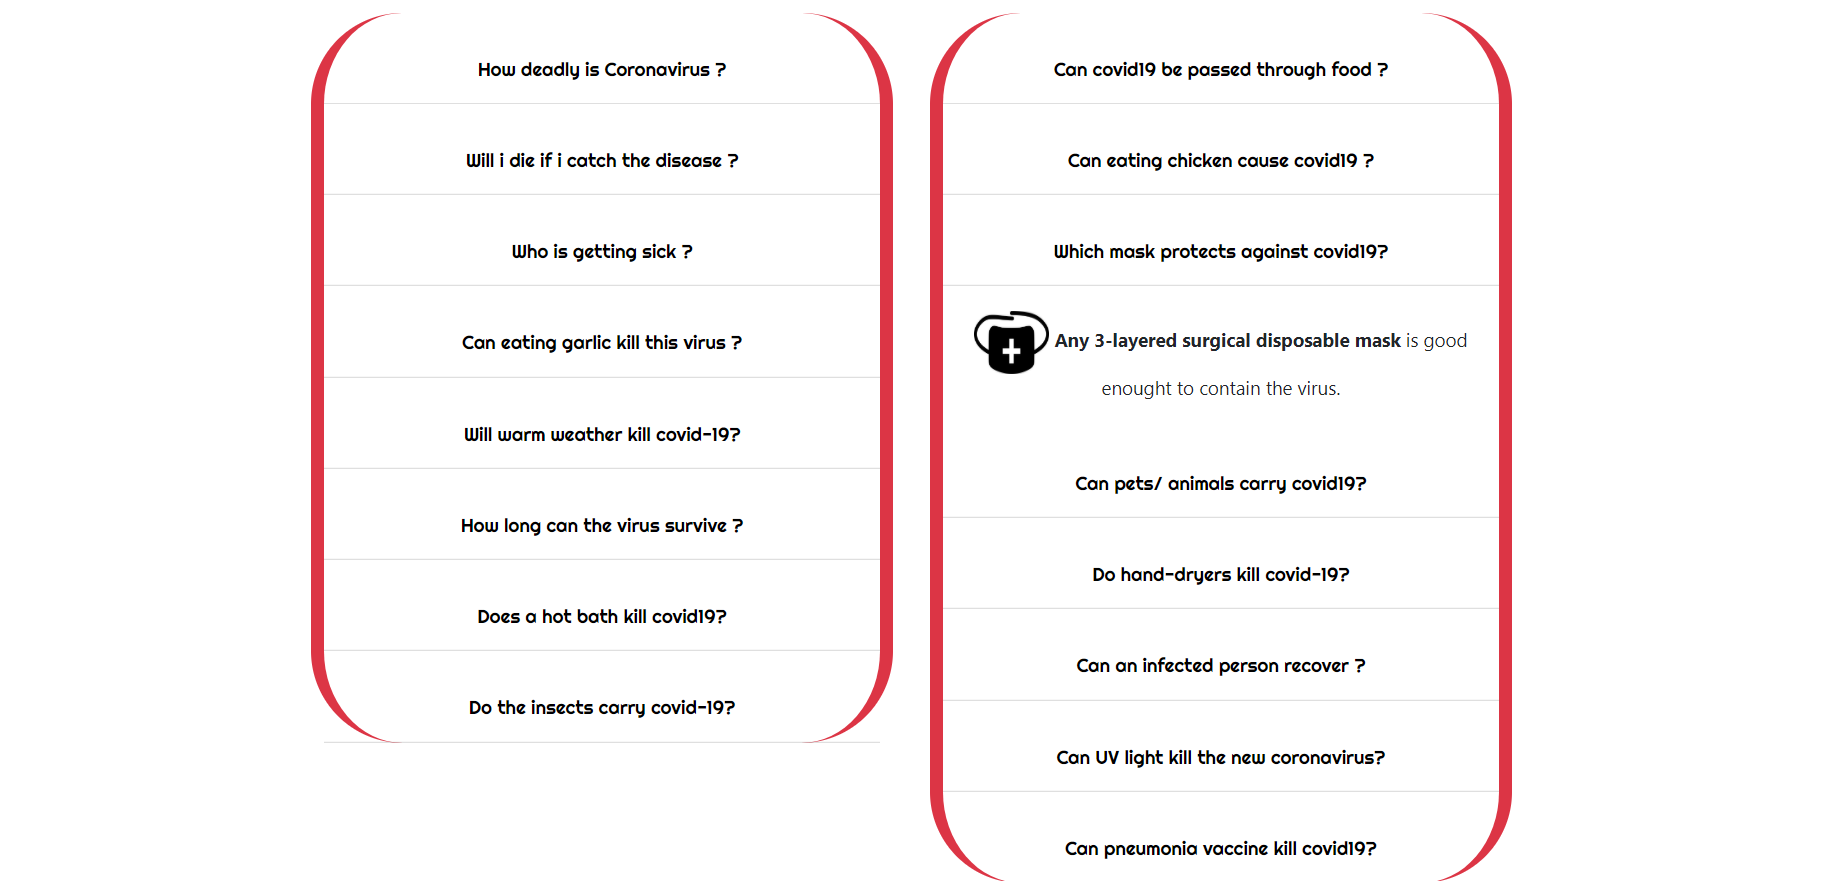 How deadly is Coronavirus ?
Will i die if i catch the disease ?
Who is getting sick ?
Can eating garlic kill this virus ?
Will warm weather kill covid-19?
How long can the virus survive ?
Does a hot bath kill covid19?
Do the insects carry covid-19?
Can covid19 be passed through food ?
Can eating chicken cause covid19 ?
Which mask protects against covid19?
Any 3-layered surgical disposable mask is good
enought to contain the virus.
Can pets/ animals carry covid19?
Do hand-dryers kill covid-19?
Can an infected person recover ?
Can UV light kill the new coronavirus?
Can pneumonia vaccine kill covid19?